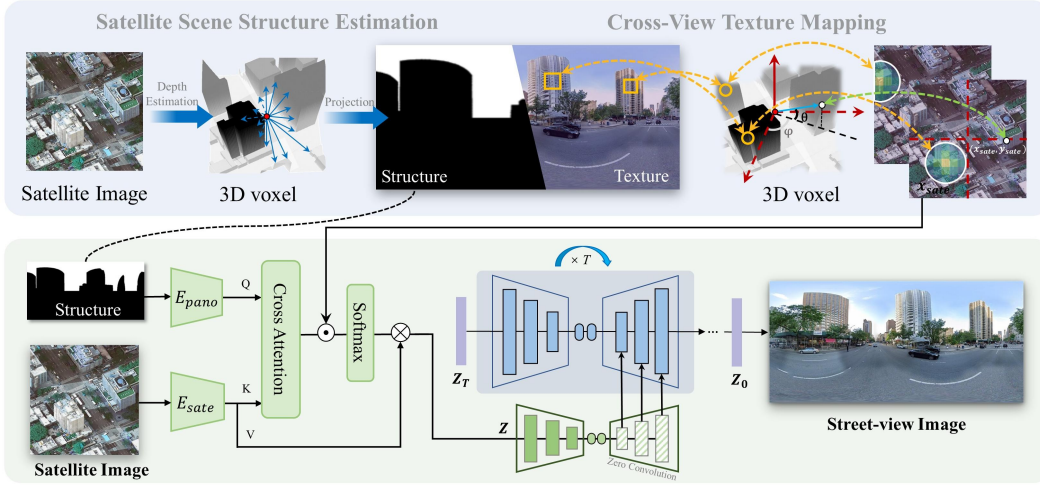 Satellite Scene Structure Estimation
Cross-View Texture Mapping
Depth
Estimation
Projection
θ
φ
(x_sate, y_sate)
x_sate
Structure
Texture
Satellite Image
3D voxel
3D voxel
Structure
E_pano
Q
Cross Attention
Softmax
× T
Z_T
...
Z_0
E_sate
K
V
Z
Zero Convolution
Satellite Image
Street-view Image